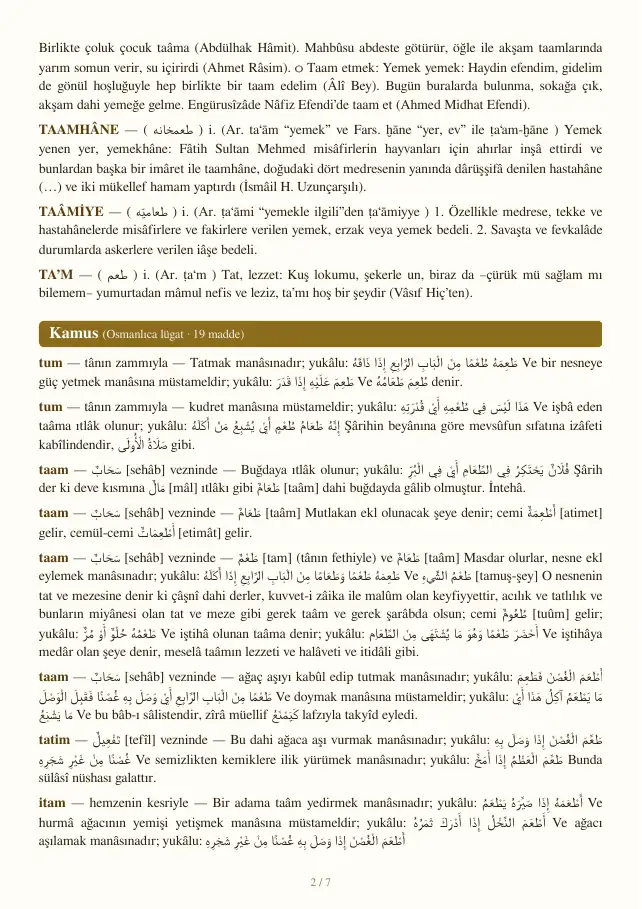 Birlikte çoluk çocuk taâma (Abdülhak Hâmit). Mahbûsu abdeste götürür, öğle ile akşam taamlarında
yarım somun verir, su içirirdi (Ahmet Râsim). ○ Taam etmek: Yemek yemek: Haydin efendim, gidelim
de gönül hoşluğuyle hep birlikte bir taam edelim (Âlî Bey). Bugün buralarda bulunma, sokağa çık,
akşam dahi yemeğe gelme. Engürusîzâde Nâfiz Efendi'de taam et (Ahmed Midhat Efendi).
TAAMHÂNE — ( طعمخانه ) i. (Ar. ta'ām “yemek” ve Fars. ḫāne “yer, ev” ile ṭa'am-ḫāne ) Yemek
yenen yer, yemekhâne: Fâtih Sultan Mehmed misâfirlerin hayvanları için ahırlar inşâ ettirdi ve
bunlardan başka bir imâret ile taamhâne, doğudaki dört medresenin yanında dârüşşifâ denilen hastahâne
(…) ve iki mükellef hamam yaptırdı (İsmâil H. Uzunçarşılı).
TAÂMİYE — ( طعاميّه ) i. (Ar. ṭa'āmі “yemekle ilgili”den ṭa'āmiyye ) 1. Özellikle medrese, tekke ve
hastahânelerde misâfirlere ve fakirlere verilen yemek, erzak veya yemek bedeli. 2. Savaşta ve fevkalâde
durumlarda askerlere verilen iâşe bedeli.
TA'M — ( طعم ) i. (Ar. ṭa'm ) Tat, lezzet: Kuş lokumu, şekerle un, biraz da –çürük mü sağlam mı
bilemem– yumurtadan mâmul nefis ve leziz, ta'mı hoş bir şeydir (Vâsıf Hiç'ten).
Kamus (Osmanlıca lügat · 19 madde)
tum — tânın zammıyla — Tatmak manâsınadır; yukâlu: طَعِمَهُ طُعْمًا مِنَ الْبَابِ الرَّابِعِ إِذَا ذَاقَهُ Ve bir nesneye
güç yetmek manâsına müstameldir; yukâlu: طَعِمَ عَلَيْهِ إِذَا قَدَرَ Ve طُعِمَ طَعَامُهُ denir.
tum — tânın zammıyla — kudret manâsına müstameldir; yukâlu: هَذَا لَيْسَ فِي طُعْمِهِ أَيْ قُدْرَتِهِ Ve işbâ eden
taâma ıtlâk olunur; yukâlu: إِنَّهُ طَعَامُ طُعْمٍ أَيْ يُشْبِعُ مَنْ أَكَلَهُ Şârihin beyânına göre mevsûfun sıfatına izâfeti
kabîlindendir, صَلَاةُ الْأُولَى gibi.
taam — سَحَابٌ [sehâb] vezninde — Buğdaya ıtlâk olunur; yukâlu: فُلَانٌ يَحْتَكِرُ فِي الطَّعَامِ أَيْ فِي الْبُرِّ Şârih
der ki deve kısmına مَالٌ [mâl] ıtlâkı gibi طَعَامٌ [taâm] dahi buğdayda gâlib olmuştur. İntehâ.
taam — سَحَابٌ [sehâb] vezninde — طَعَامٌ [taâm] Mutlakan ekl olunacak şeye denir; cemi أَطْعِمَةٌ [atimet]
gelir, cemül-cemi أَطْعِمَاتٌ [etimât] gelir.
taam — سَحَابٌ [sehâb] vezninde — طَعْمٌ [tam] (tânın fethiyle) ve طَعَامٌ [taâm] Masdar olurlar, nesne ekl
eylemek manâsınadır; yukâlu: طَعِمَهُ طَعْمًا وَطَعَامًا مِنَ الْبَابِ الرَّابِعِ إِذَا أَكَلَهُ Ve طَعْمُ الشَّيءِ [tamuş-şey] O nesnenin
tat ve mezesine denir ki çâşnî dahi derler, kuvvet-i zâika ile malûm olan keyfiyyettir, acılık ve tatlılık ve
bunların miyânesi olan tat ve meze gibi gerek taâm ve gerek şarâbda olsun; cemi طُعُومٌ [tuûm] gelir;
yukâlu: طَعْمُهُ حُلْوٌ أَوْ مُرٌّ Ve iştihâ olunan taâma denir; yukâlu: أَحْضَرَ طَعْمًا وَهُوَ مَا يُشْتَهَى مِنَ الطَّعَامِ Ve iştihâya
medâr olan şeye denir, meselâ taâmın lezzeti ve halâveti ve itidâli gibi.
taam — سَحَابٌ [sehâb] vezninde — ağaç aşıyı kabûl edip tutmak manâsınadır; yukâlu: أَطْعَمَ الْغُصْنَ فَطَعِمَ
طَعْمًا مِنَ الْبَابِ الرَّابِعِ أَيْ وَصَلَ بِهِ غُصْنًا فَقَبِلَ الْوَصْلَ Ve doymak manâsına müstameldir; yukâlu: مَا يَطْعَمُ آكِلُ هَذَا أَيْ
مَا يَشْبَعُ Ve bu bâb-ı sâlistendir, zîrâ müellif كَيَمْنَعُ lafzıyla takyîd eyledi.
tatim — تَفْعِيلٌ [tefîl] vezninde — Bu dahi ağaca aşı vurmak manâsınadır; yukâlu: طَعَّمَ الْغُصْنَ إِذَا وَصَلَ بِهِ
غُصْنًا مِنْ غَيْرِ شَجَرِهِ Ve semizlikten kemiklere ilik yürümek manâsınadır; yukâlu: طَعَّمَ الْعَظْمُ إِذَا أَمَخَّ Bunda
sülâsî nüshası galattır.
itam — hemzenin kesriyle — Bir adama taâm yedirmek manâsınadır; yukâlu: أَطْعَمَهُ إِذَا صَيَّرَهُ يَطْعَمُ Ve
hurmâ ağacının yemişi yetişmek manâsına müstameldir; yukâlu: أَطْعَمَ النَّخْلُ إِذَا أَدْرَكَ ثَمَرُهُ Ve ağacı
aşılamak manâsınadır; yukâlu: أَطْعَمَ الْغُصْنَ إِذَا وَصَلَ بِهِ غُصْنًا مِنْ غَيْرِ شَجَرِهِ
2 / 7